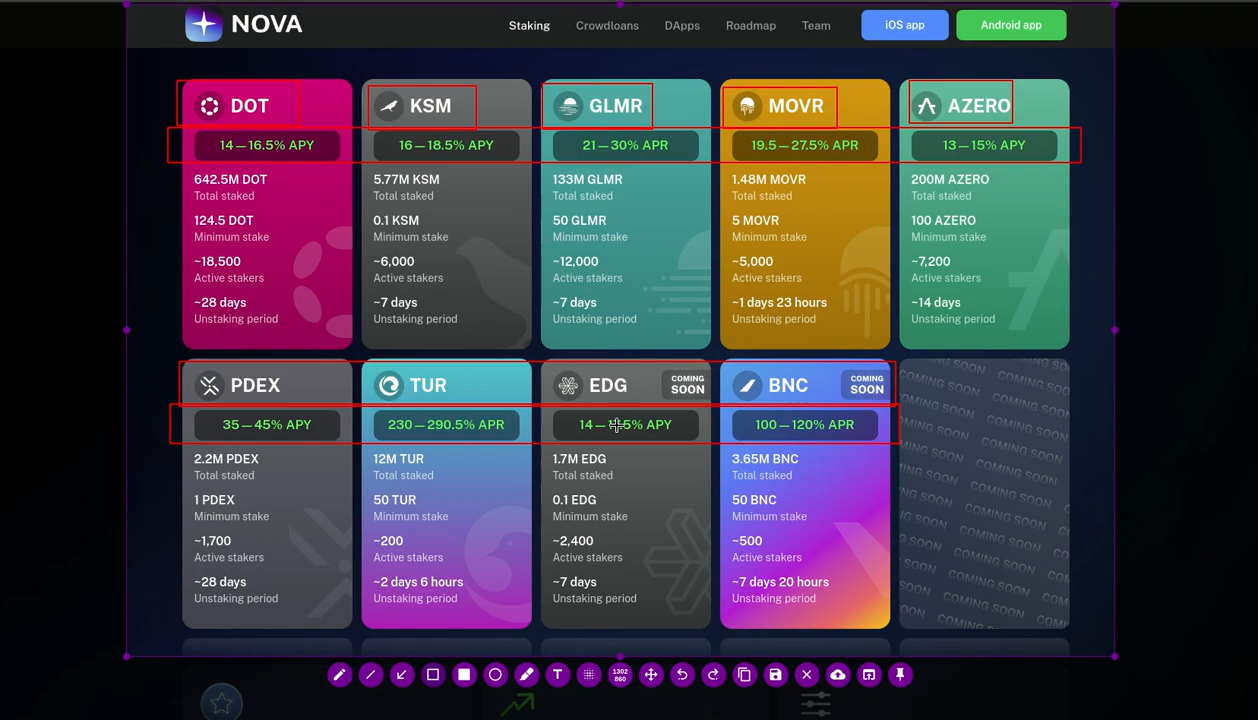 NOVA
Staking Crowdloans DApps Roadmap Team iOS app Android app
DOT KSM GLMR MOVR AZERO
14—16.5% APY 16—18.5% APY 21—30% APR 19.5—27.5% APR 13—15% APY
642.5M DOT 5.77M KSM 133M GLMR 1.48M MOVR 200M AZERO
Total staked Total staked Total staked Total staked Total staked
124.5 DOT 0.1 KSM 50 GLMR 5 MOVR 100 AZERO
Minimum stake Minimum stake Minimum stake Minimum stake Minimum stake
~18,500 ~6,000 ~12,000 ~5,000 ~7,200
Active stakers Active stakers Active stakers Active stakers Active stakers
~28 days ~7 days ~7 days ~1 days 23 hours ~14 days
Unstaking period Unstaking period Unstaking period Unstaking period Unstaking period
PDEX TUR EDG COMING SOON BNC COMING SOON
35—45% APY 230—290.5% APR APY 100—120% APR
2.2M PDEX 12M TUR 1.7M EDG 3.65M BNC
Total staked Total staked Total staked Total staked
1 PDEX 50 TUR 0.1 EDG 50 BNC
Minimum stake Minimum stake Minimum stake Minimum stake
~1,700 ~200 ~2,400 ~500
Active stakers Active stakers Active stakers Active stakers
~28 days ~2 days 6 hours ~7 days ~7 days 20 hours
Unstaking period Unstaking period Unstaking period Unstaking period
COMING SOON
T
1302
860